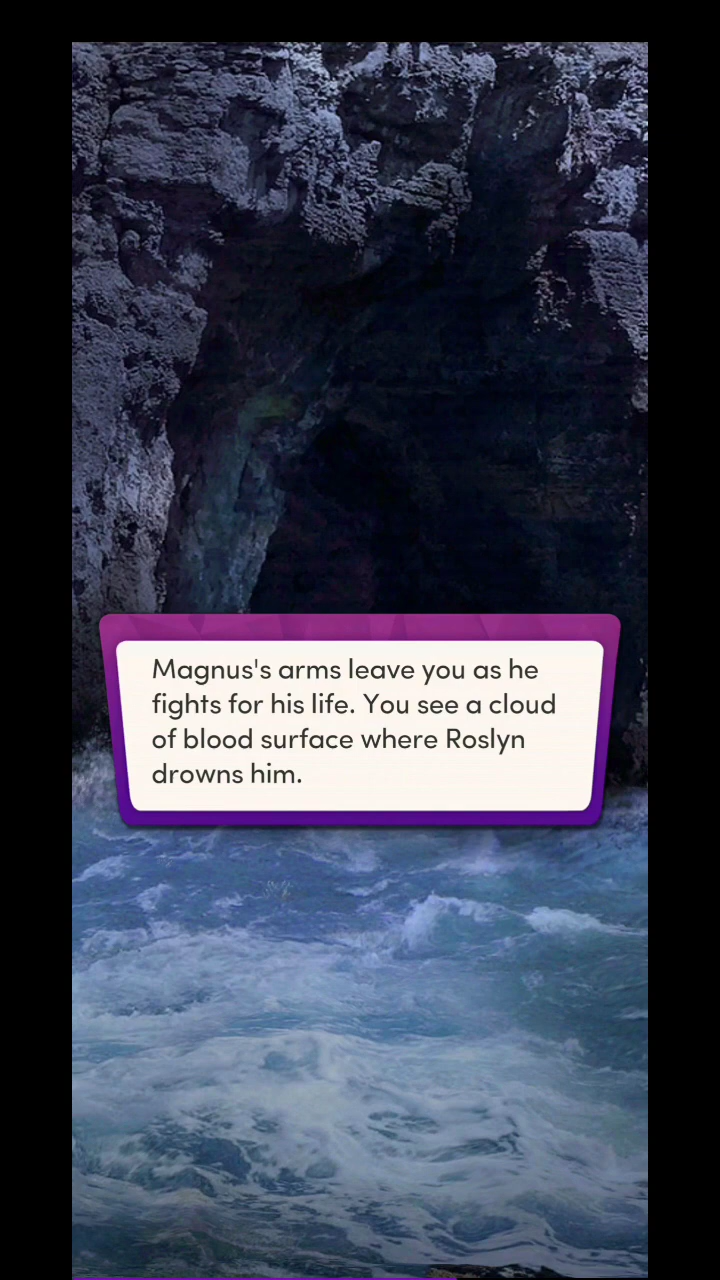 Magnus's arms leave you as he
fights for his life. You see a cloud
of blood surface where Roslyn
drowns him.